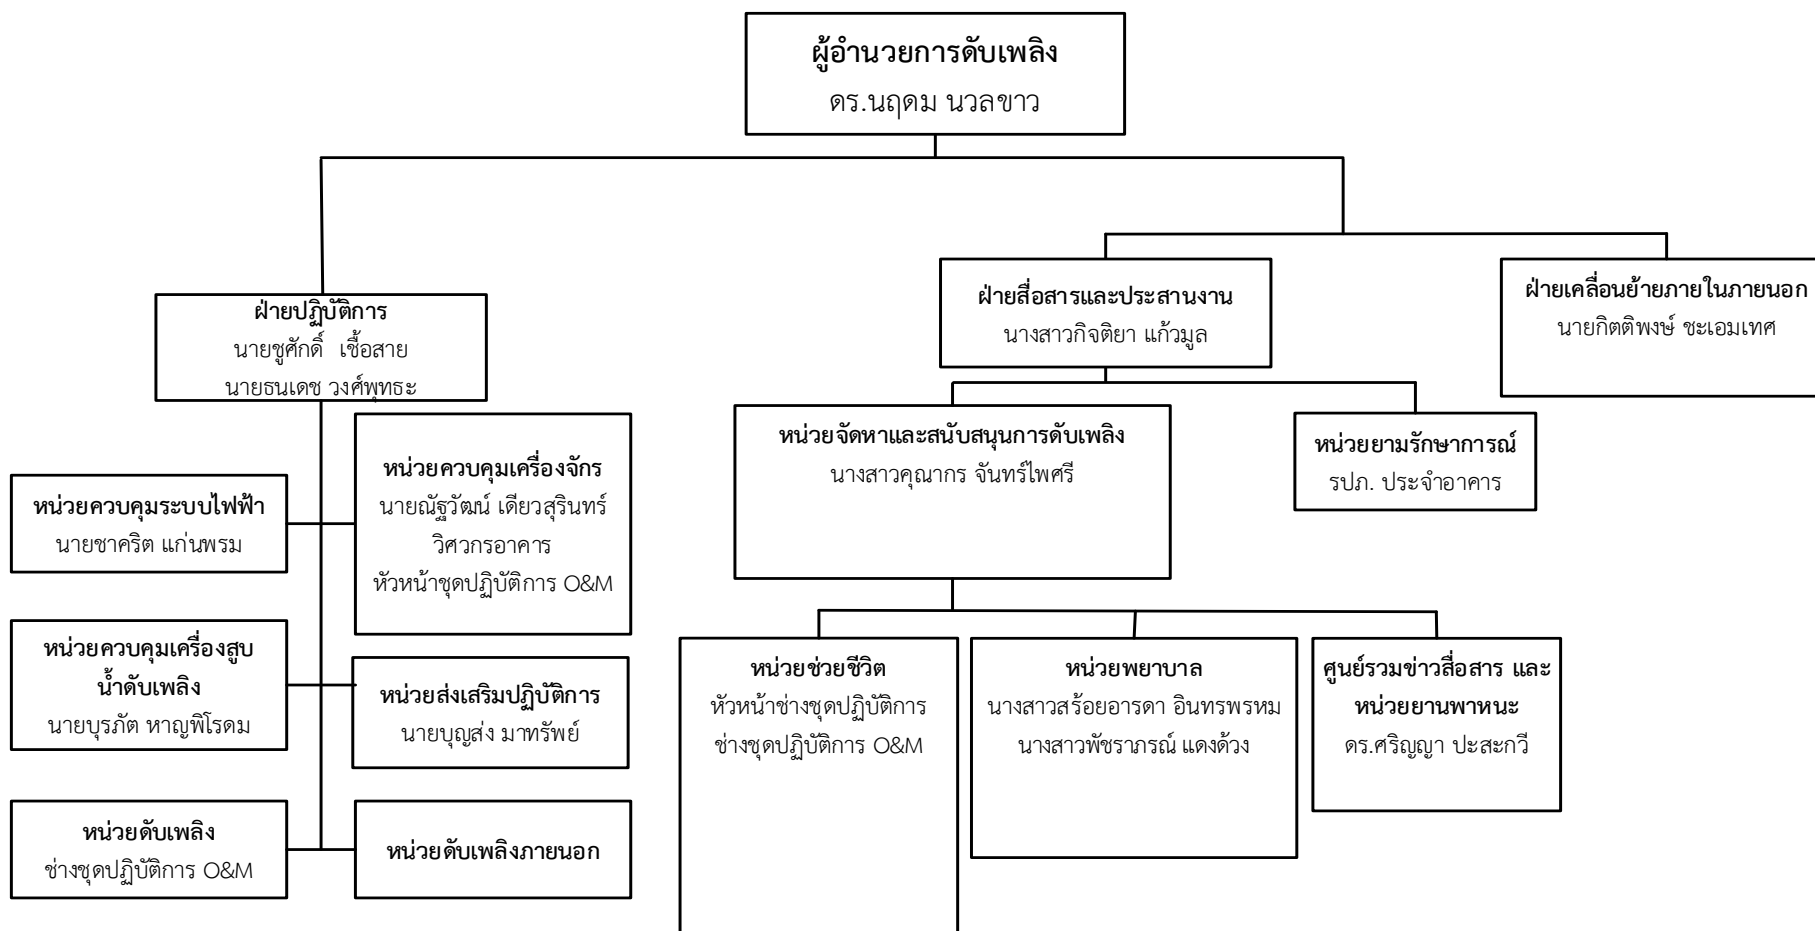 ผู้อำนวยการดับเพลิง
ดร.นฤดม นวลขาว
ฝ่ายปฏิบัติการ
นายชูศักดิ์ เชื้อสาย
นายธนเดช วงศ์พุทธะ
หน่วยควบคุมระบบไฟฟ้า
นายชาคริต แก่นพรม
หน่วยควบคุมเครื่องจักร
นายณัฐวัฒน์ เดียวสุรินทร์
วิศวกรอาคาร
หัวหน้าชุดปฏิบัติการ O&M
หน่วยควบคุมเครื่องสูบ
น้ำดับเพลิง
นายบุรภัต หาญพิโรดม
หน่วยส่งเสริมปฏิบัติการ
นายบุญส่ง มาทรัพย์
หน่วยดับเพลิง
ช่างชุดปฏิบัติการ O&M
หน่วยดับเพลิงภายนอก
ฝ่ายสื่อสารและประสานงาน
นางสาวกิจติยา แก้วมูล
ฝ่ายเคลื่อนย้ายภายในภายนอก
นายกิตติพงษ์ ชะเอมเทศ
หน่วยจัดหาและสนับสนุนการดับเพลิง
นางสาวคุณากร จันทร์ไพศรี
หน่วยยามรักษาการณ์
รปภ. ประจำอาคาร
หน่วยช่วยชีวิต
หัวหน้าช่างชุดปฏิบัติการ
ช่างชุดปฏิบัติการ O&M
หน่วยพยาบาล
นางสาวสร้อยอารดา อินทรพรหม
นางสาวพัชราภรณ์ แดงด้วง
ศูนย์รวมข่าวสื่อสาร และ
หน่วยยานพาหนะ
ดร.ศริญญา ปะสะกวี